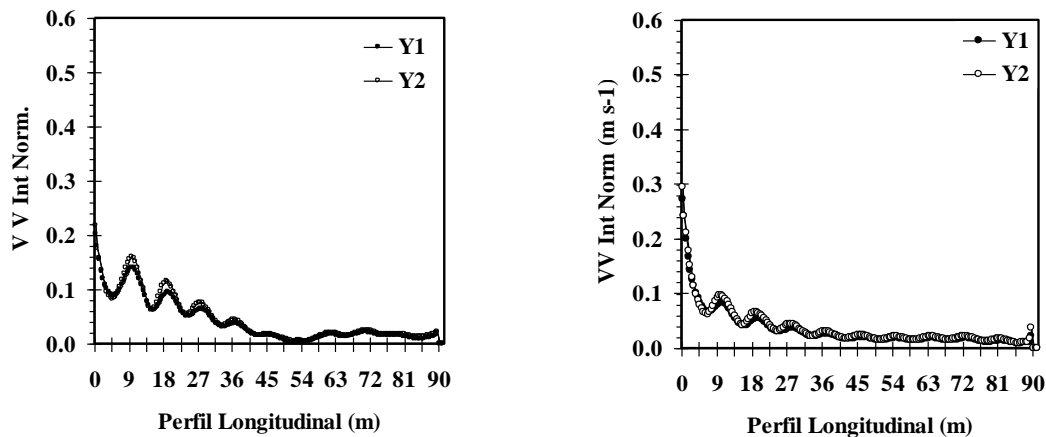 0.6
0.5
0.4
0.3
0.2
0.1
0.0
V V Int Norm.
Y1
Y2
0 9 18 27 36 45 54 63 72 81 90
Perfil Longitudinal (m)
0.6
0.5
0.4
0.3
0.2
0.1
0.0
VV Int Norm (m s-1)
Y1
Y2
0 9 18 27 36 45 54 63 72 81 90
Perfil Longitudinal (m)